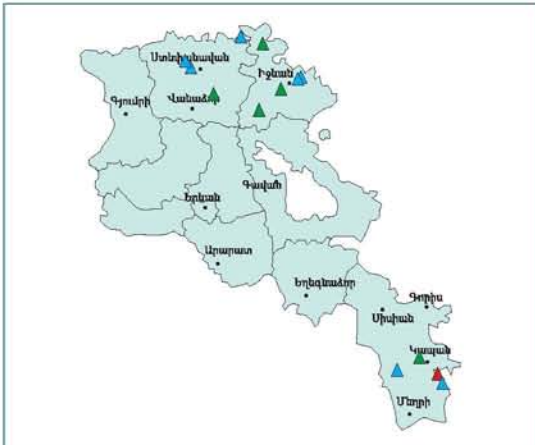 Ստեփանավան
Իջևան
Գյումրի
Վանաձոր
Գավառ
Երևան
Արարատ
Եղեգնաձոր
Գորիս
Սիսիան
Կապան
Մեղրի